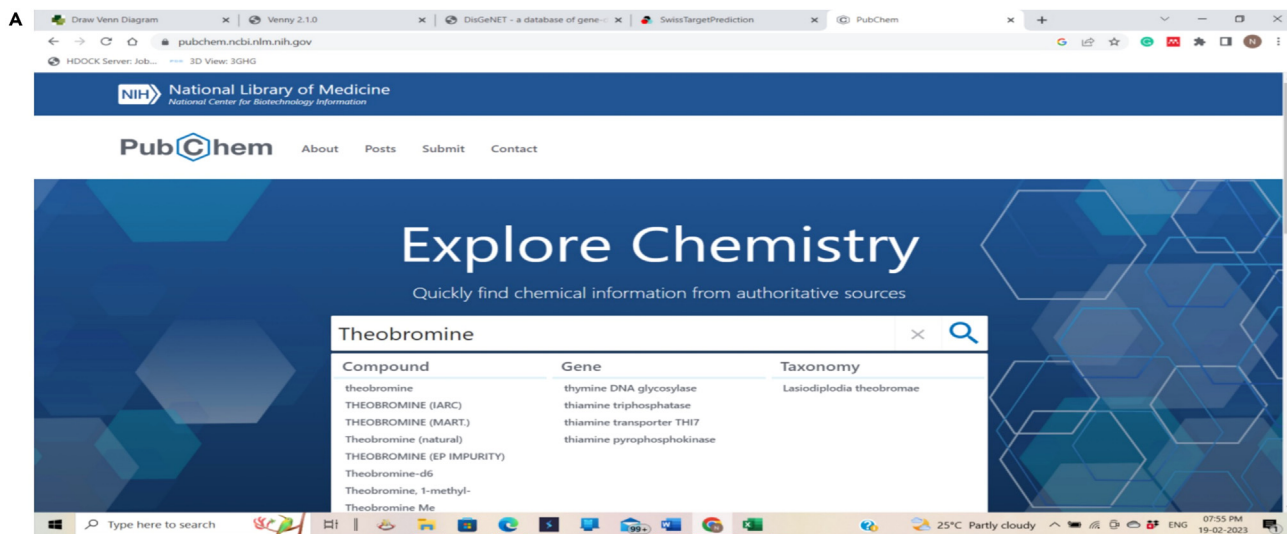 A
Draw Venn Diagram
Venny 2.1.0
DisGeNET - a database of gene-d
SwissTargetPrediction
PubChem
pubchem.ncbi.nlm.nih.gov
HDOCK Server: Job...
3D View: 3GHG
NIH National Library of Medicine
National Center for Biotechnology Information
PubChem About Posts Submit Contact
Explore Chemistry
Quickly find chemical information from authoritative sources
Theobromine
Compound Gene Taxonomy
theobromine thymine DNA glycosylase Lasiodiplodia theobromae
THEOBROMINE (IARC) thiamine triphosphatase
THEOBROMINE (MART.) thiamine transporter THI7
Theobromine (natural) thiamine pyrophosphokinase
THEOBROMINE (EP IMPURITY)
Theobromine-d6
Theobromine, 1-methyl-
Theobromine Me
Type here to search 99+ 25°C Partly cloudy ENG 07:55 PM
19-02-2023